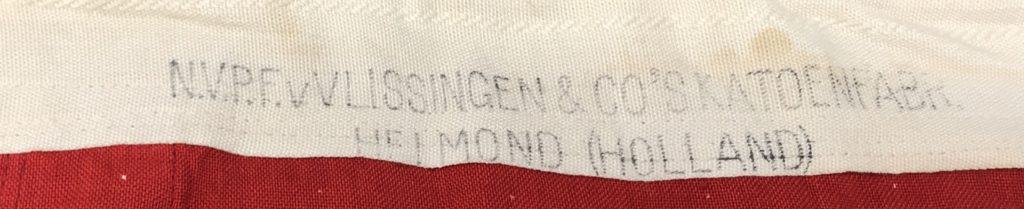 N.V.P.F. v VLISSINGEN & CO.'S KATOENFABR.
HELMOND (HOLLAND)